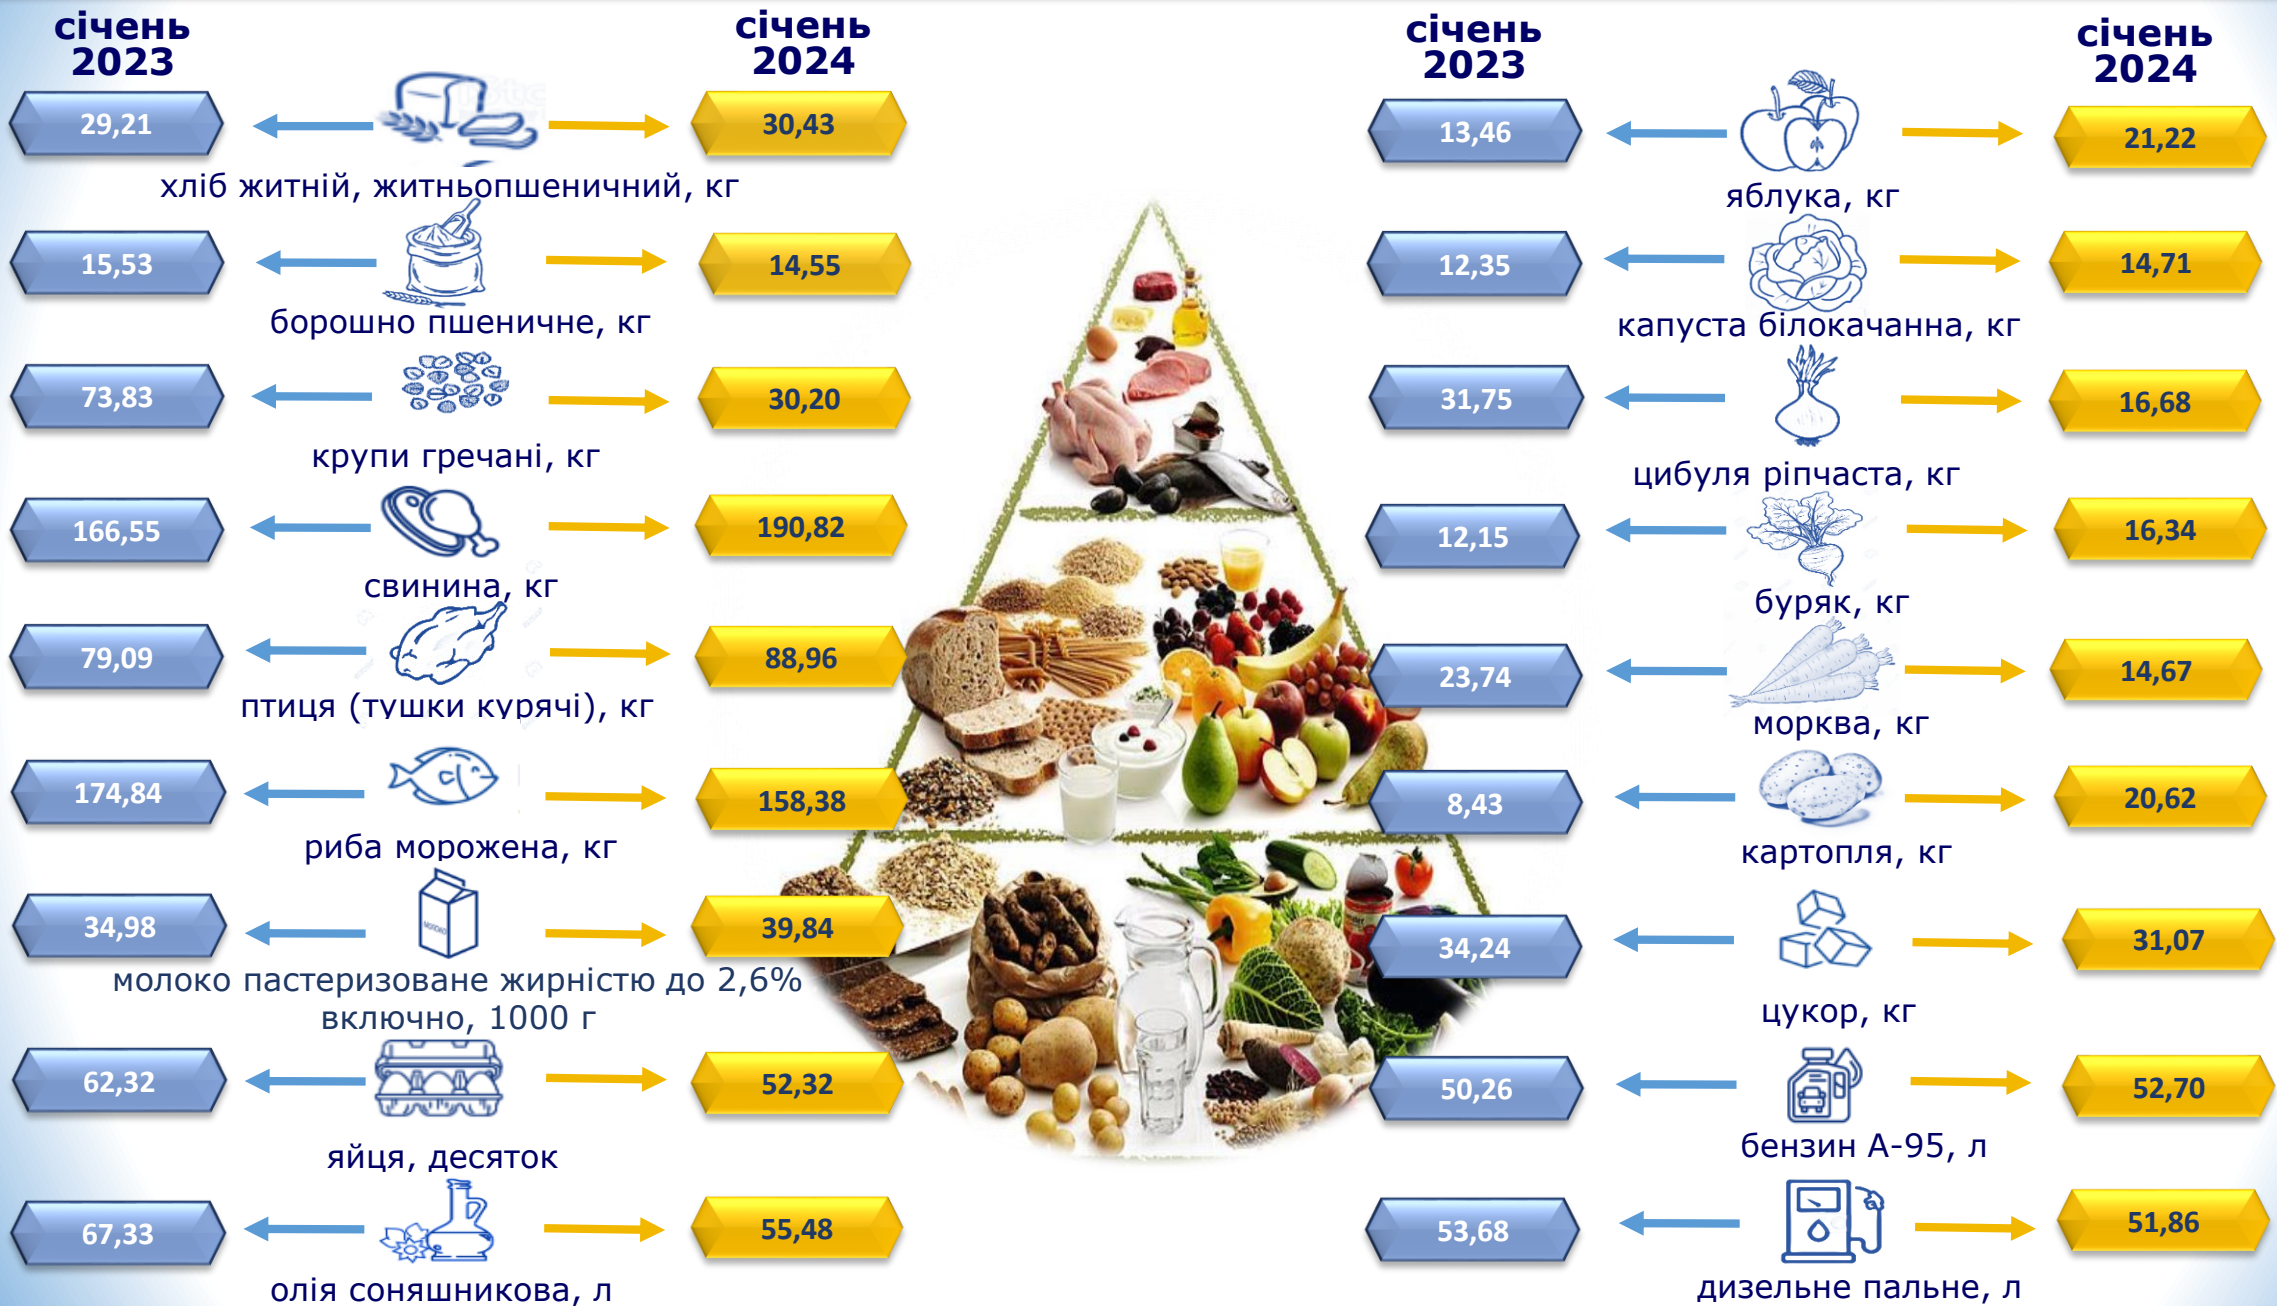 січень
2023
січень
2024
29,21
30,43
хліб житній, житньопшеничний, кг
15,53
14,55
борошно пшеничне, кг
73,83
30,20
крупи гречані, кг
166,55
190,82
свинина, кг
79,09
88,96
птиця (тушки курячі), кг
174,84
158,38
риба морожена, кг
34,98
МОЛОКО
39,84
молоко пастеризоване жирністю до 2,6%
включно, 1000 г
62,32
52,32
яйця, десяток
67,33
55,48
олія соняшникова, л
січень
2023
січень
2024
13,46
21,22
яблука, кг
12,35
14,71
капуста білокачанна, кг
31,75
16,68
цибуля ріпчаста, кг
12,15
16,34
буряк, кг
23,74
14,67
морква, кг
8,43
20,62
картопля, кг
34,24
31,07
цукор, кг
50,26
52,70
бензин А-95, л
53,68
51,86
дизельне пальне, л